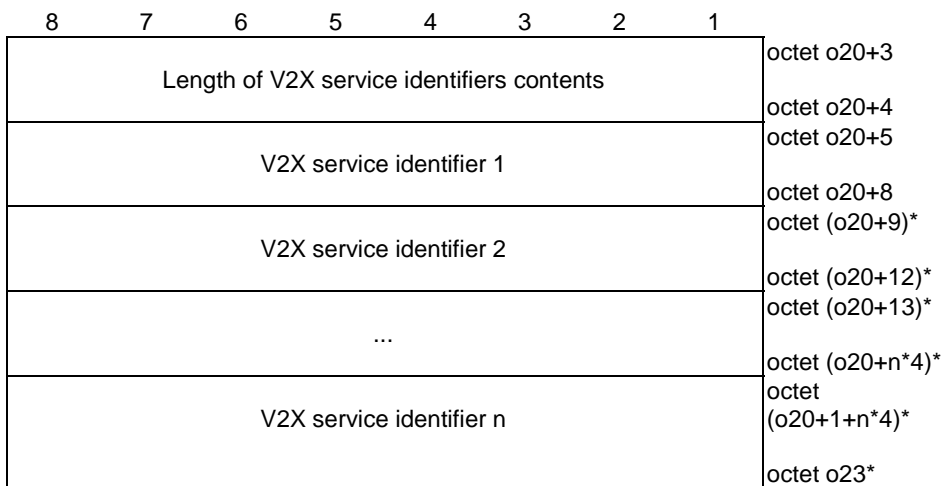 8 7 6 5 4 3 2 1
Length of V2X service identifiers contents
octet o20+3
octet o20+4
V2X service identifier 1
octet o20+5
octet o20+8
V2X service identifier 2
octet (o20+9)*
octet (o20+12)*
...
octet (o20+13)*
octet (o20+n*4)*
V2X service identifier n
octet
(o20+1+n*4)*
octet o23*